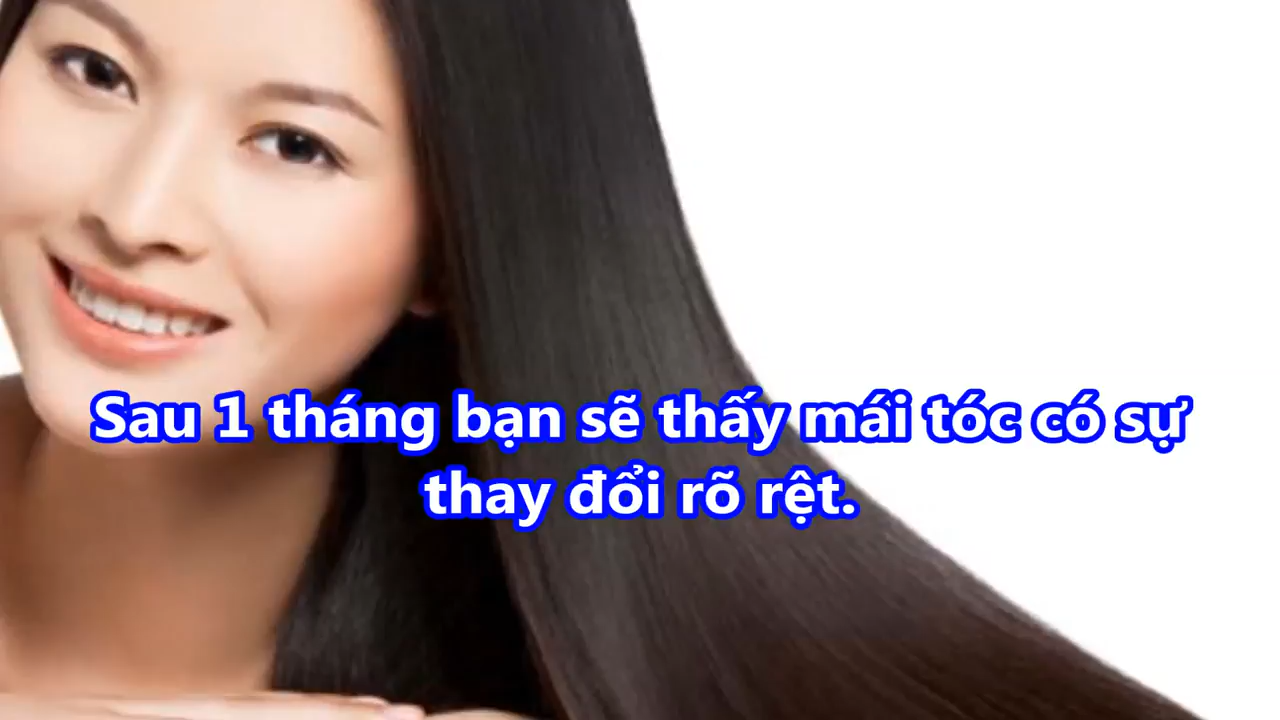 Sau 1 tháng bạn sẽ thấy mái tóc có sự
thay đổi rõ rệt.